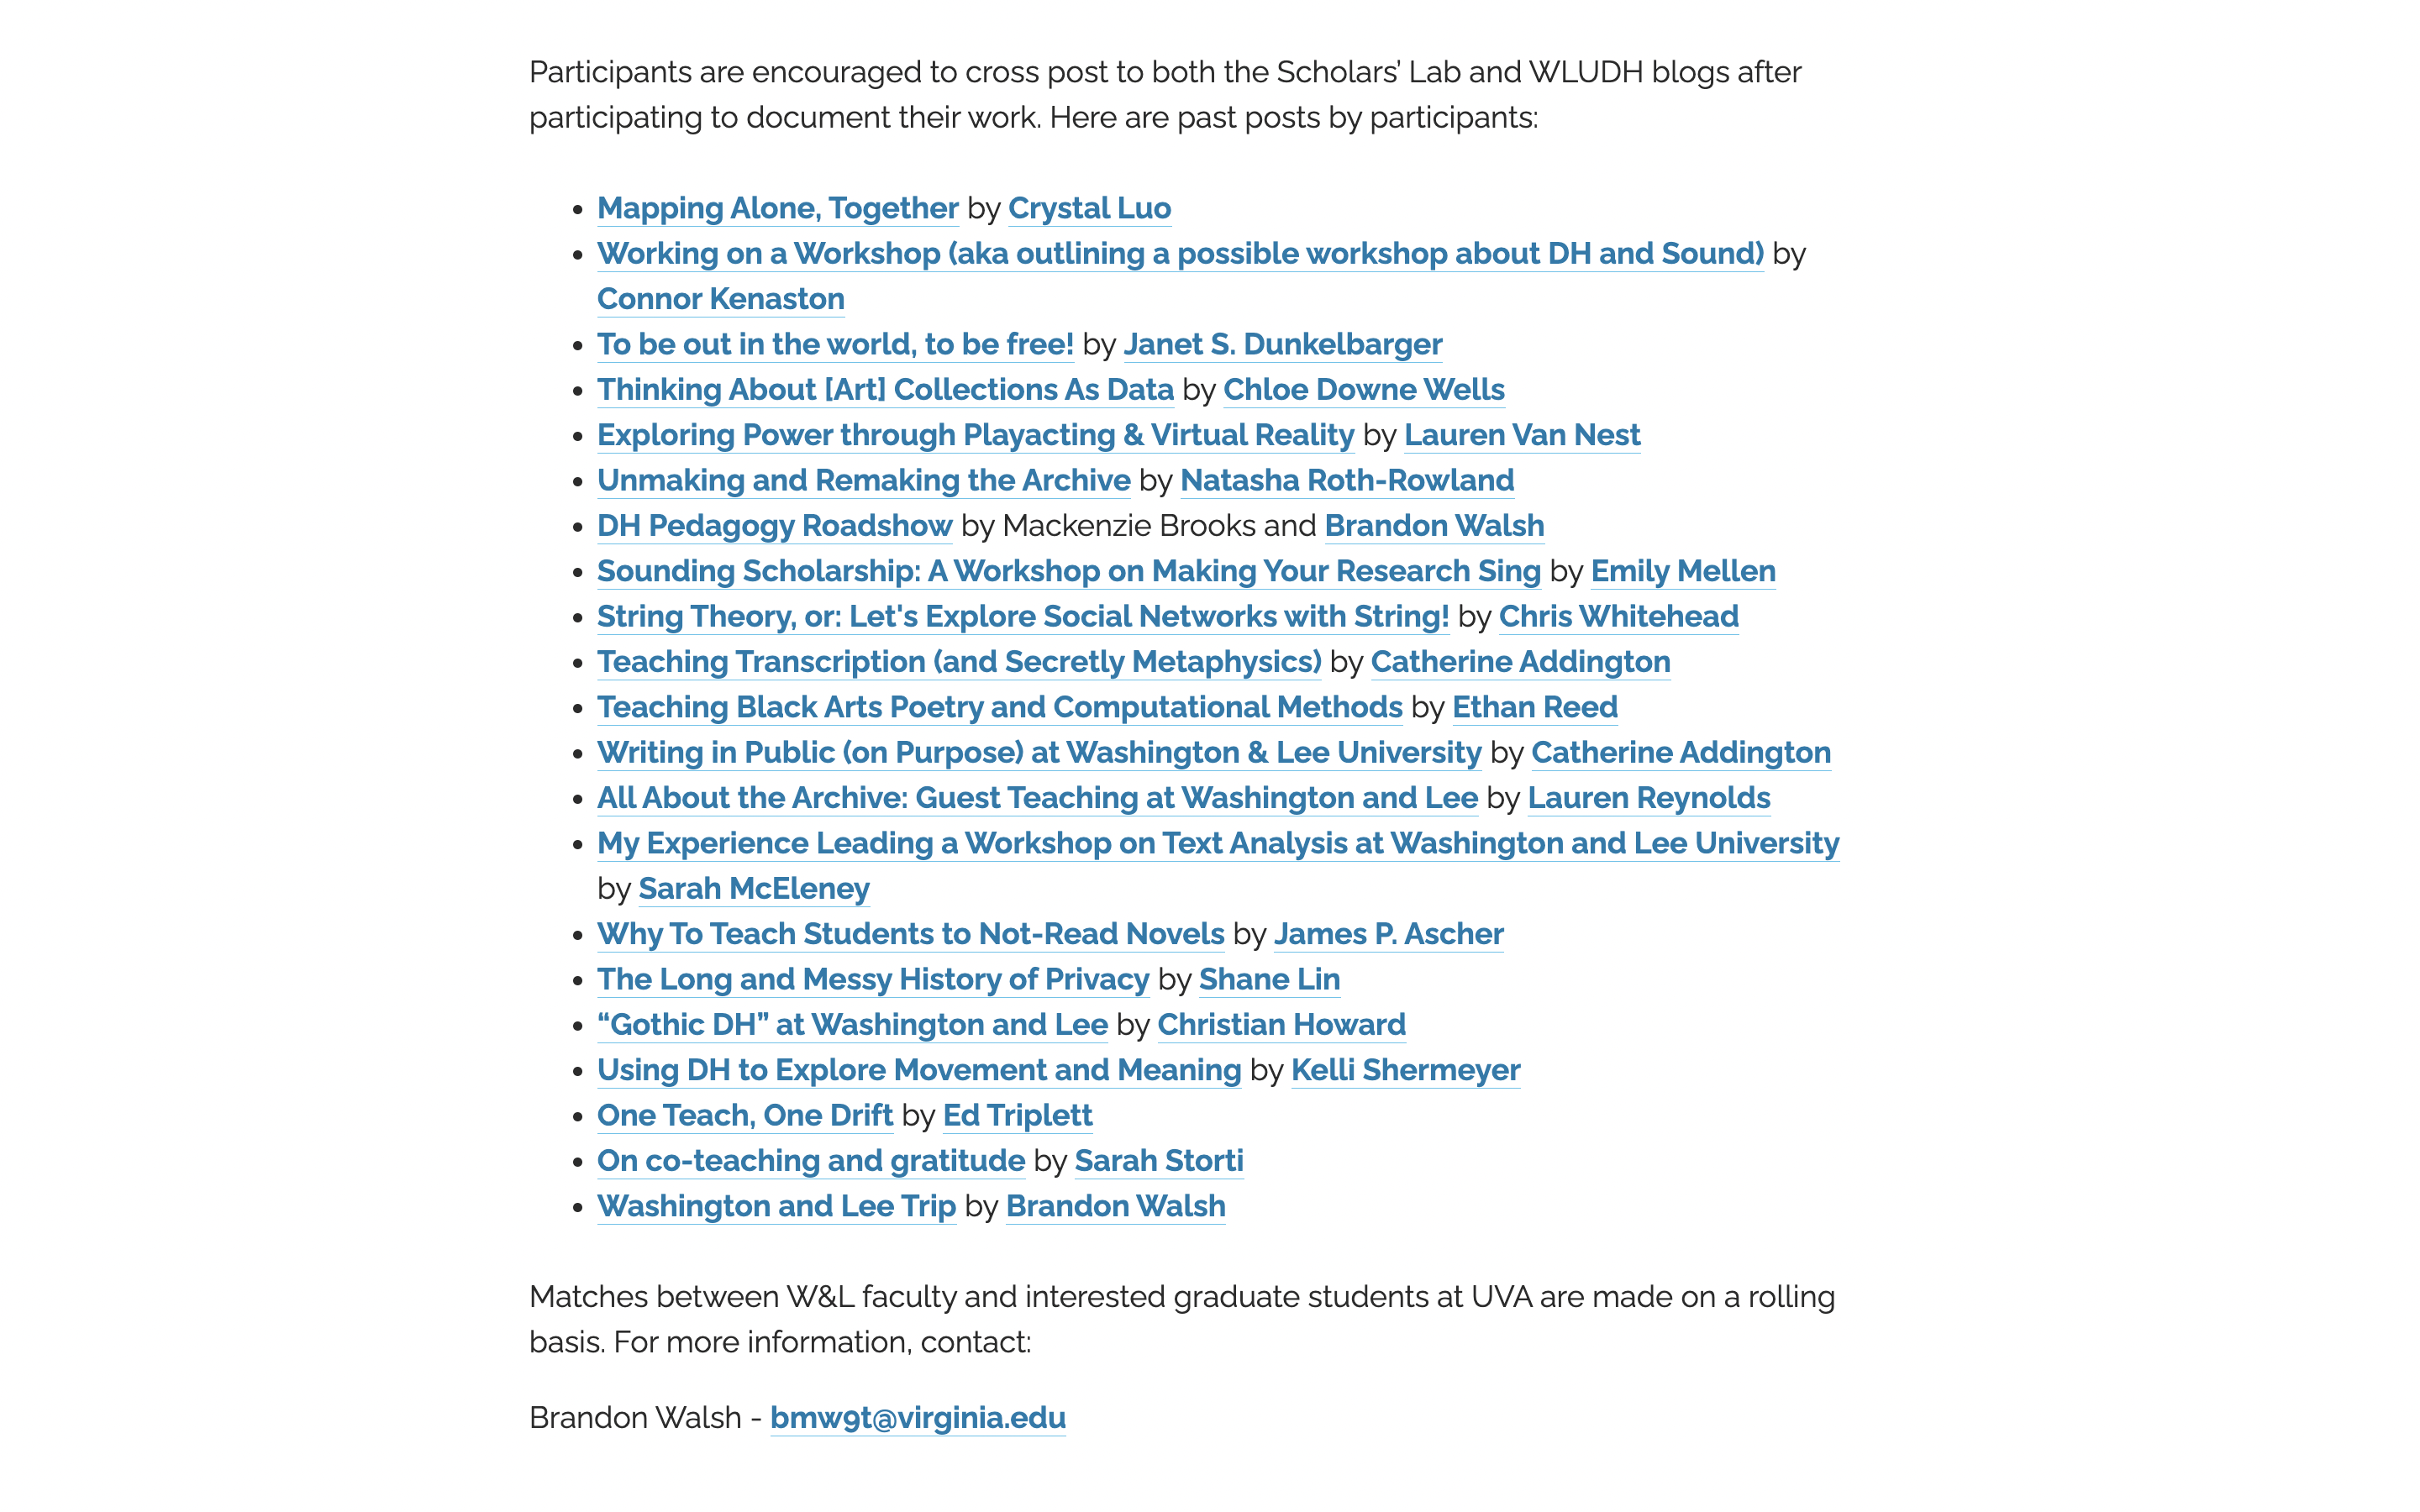 Participants are encouraged to cross post to both the Scholars’ Lab and WLUDH blogs after
participating to document their work. Here are past posts by participants:
• Mapping Alone, Together by Crystal Luo
• Working on a Workshop (aka outlining a possible workshop about DH and Sound) by
Connor Kenaston
• To be out in the world, to be free! by Janet S. Dunkelbarger
• Thinking About [Art] Collections As Data by Chloe Downe Wells
• Exploring Power through Playacting & Virtual Reality by Lauren Van Nest
• Unmaking and Remaking the Archive by Natasha Roth-Rowland
• DH Pedagogy Roadshow by Mackenzie Brooks and Brandon Walsh
• Sounding Scholarship: A Workshop on Making Your Research Sing by Emily Mellen
• String Theory, or: Let's Explore Social Networks with String! by Chris Whitehead
• Teaching Transcription (and Secretly Metaphysics) by Catherine Addington
• Teaching Black Arts Poetry and Computational Methods by Ethan Reed
• Writing in Public (on Purpose) at Washington & Lee University by Catherine Addington
• All About the Archive: Guest Teaching at Washington and Lee by Lauren Reynolds
• My Experience Leading a Workshop on Text Analysis at Washington and Lee University
by Sarah McEleney
• Why To Teach Students to Not-Read Novels by James P. Ascher
• The Long and Messy History of Privacy by Shane Lin
• “Gothic DH” at Washington and Lee by Christian Howard
• Using DH to Explore Movement and Meaning by Kelli Shermeyer
• One Teach, One Drift by Ed Triplett
• On co-teaching and gratitude by Sarah Storti
• Washington and Lee Trip by Brandon Walsh
Matches between W&L faculty and interested graduate students at UVA are made on a rolling
basis. For more information, contact:
Brandon Walsh - bmw9t@virginia.edu